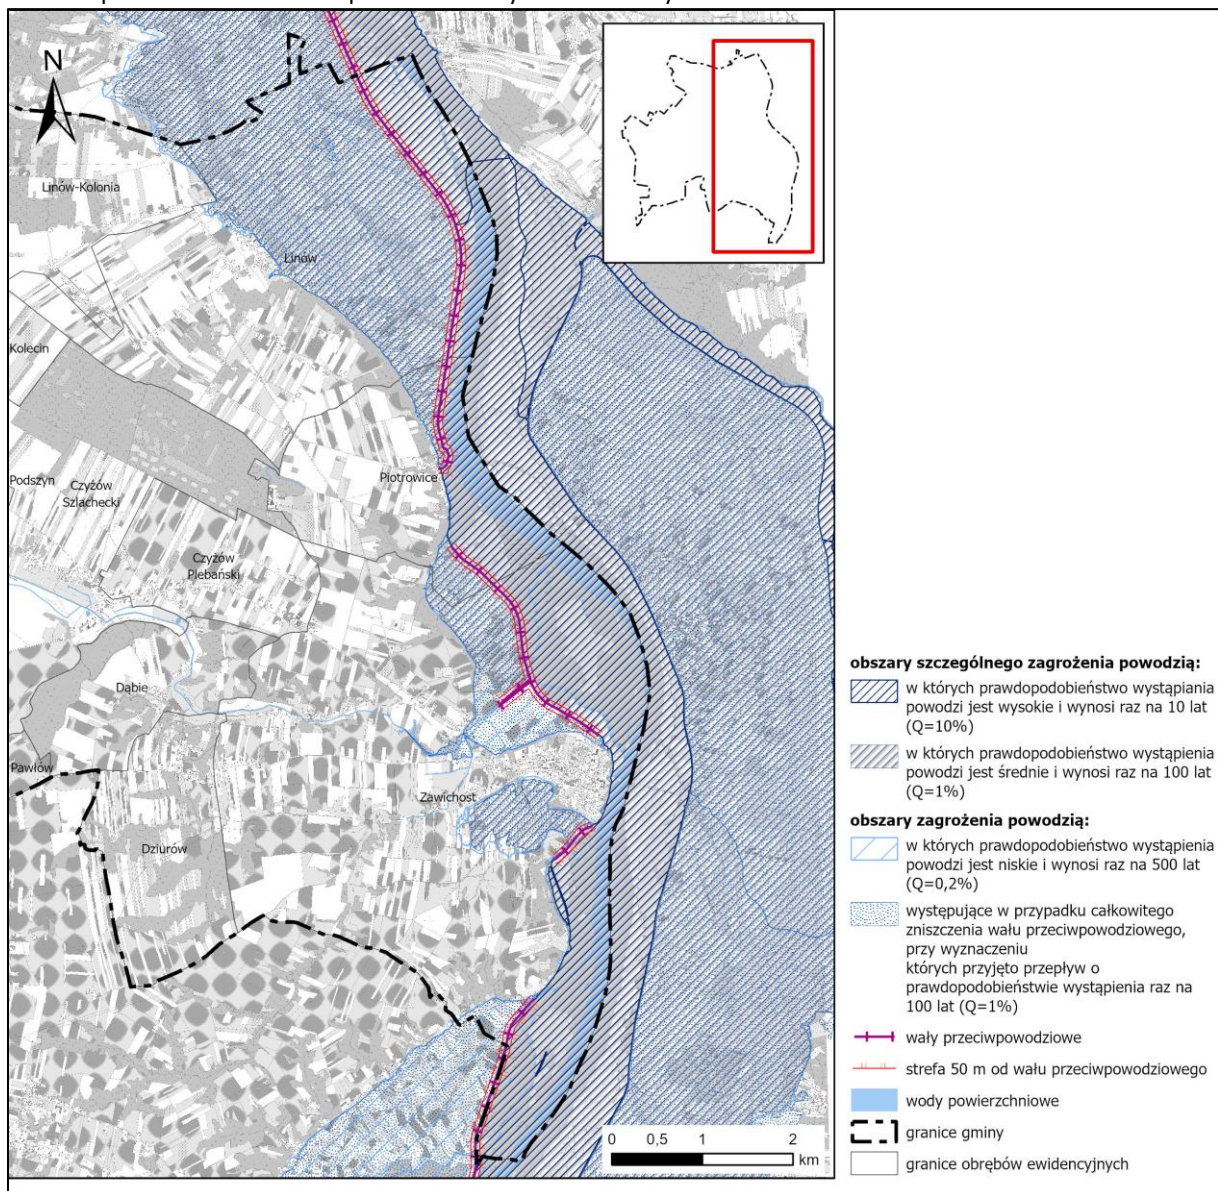 N
Linów-Kolonia
Linów
Kolecin
Piotrowice
Podszyn
Czyżów
Szlachecki
Czyżów
Plebański
Dąbie
Pawłów
Zawichost
Dziurów
0 0,5 1 2
km
obszary szczególnego zagrożenia powodzią:
w których prawdopodobieństwo wystąpiania
powodzi jest wysokie i wynosi raz na 10 lat
(Q=10%)
w których prawdopodobieństwo wystąpienia
powodzi jest średnie i wynosi raz na 100 lat
(Q=1%)
obszary zagrożenia powodzią:
w których prawdopodobieństwo wystąpienia
powodzi jest niskie i wynosi raz na 500 lat
(Q=0,2%)
występujące w przypadku całkowitego
zniszczenia wału przeciwpowodziowego,
przy wyznaczeniu
których przyjęto przepływ o
prawdopodobieństwie wystąpienia raz na
100 lat (Q=1%)
wały przeciwpowodziowe
strefa 50 m od wału przeciwpowodziowego
wody powierzchniowe
granice gminy
granice obrębów ewidencyjnych